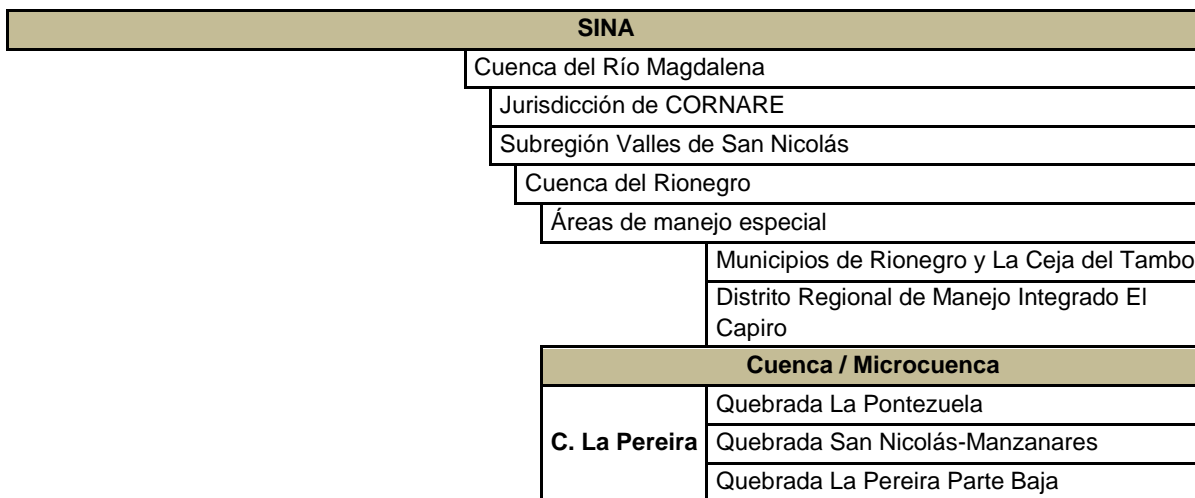 SINA
Cuenca del Río Magdalena
Jurisdicción de CORNARE
Subregión Valles de San Nicolás
Cuenca del Rionegro
Áreas de manejo especial
Municipios de Rionegro y La Ceja del Tambo
Distrito Regional de Manejo Integrado El
Capiro
Cuenca / Microcuenca
C. La Pereira
Quebrada La Pontezuela
Quebrada San Nicolás-Manzanares
Quebrada La Pereira Parte Baja